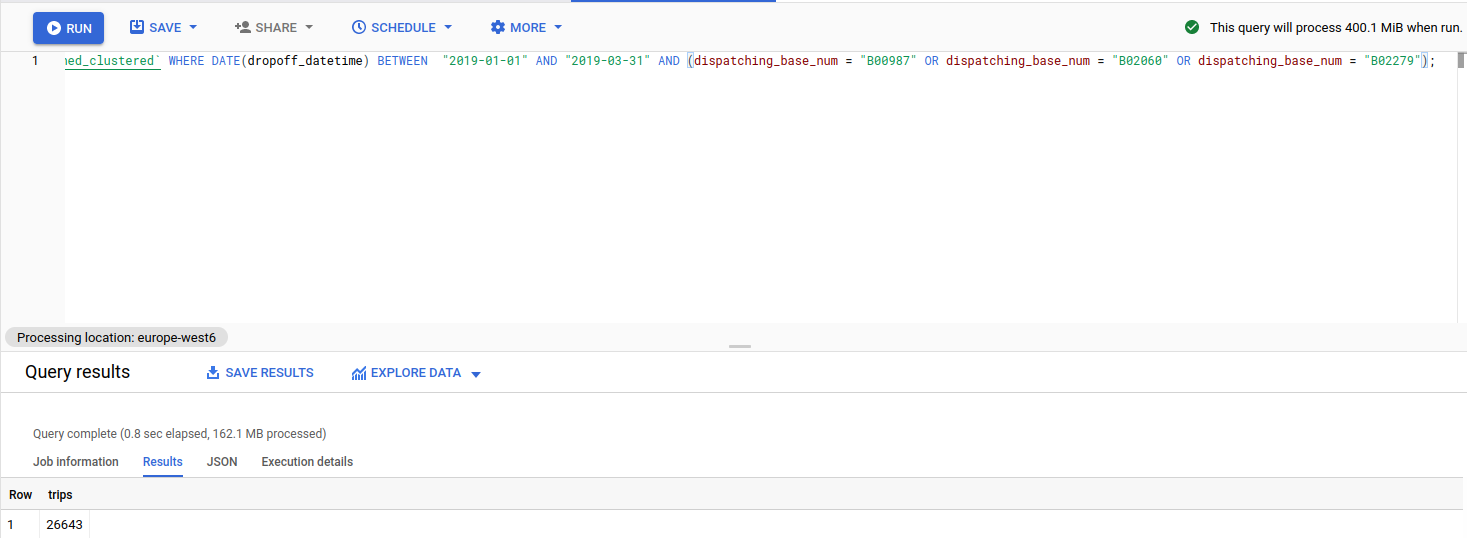 RUN SAVE SHARE SCHEDULE MORE This query will process 400.1 MiB when run.
1 ned_clustered` WHERE DATE(dropoff_datetime) BETWEEN "2019-01-01" AND "2019-03-31" AND (dispatching_base_num = "B00987" OR dispatching_base_num = "B02060" OR dispatching_base_num = "B02279");
Processing location: europe-west6
Query results SAVE RESULTS EXPLORE DATA
Query complete (0.8 sec elapsed, 162.1 MB processed)
Job information Results JSON Execution details
Row trips
1 26643